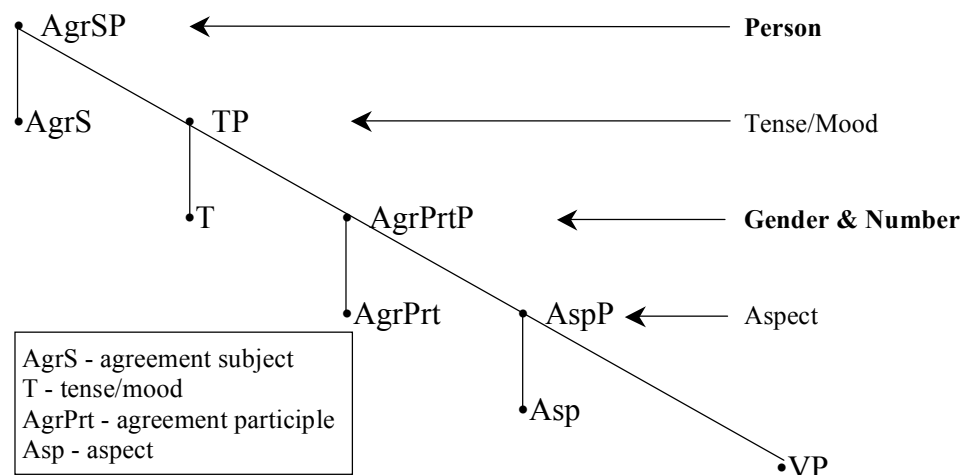 AgrSP
Person
AgrS
TP
Tense/Mood
T
AgrPrtP
Gender & Number
AgrPrt
AspP
Aspect
AgrS - agreement subject
T - tense/mood
AgrPrt - agreement participle
Asp - aspect
Asp
VP